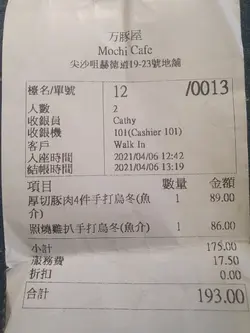 万豚屋
Mochi Cafe
尖沙咀赫德道19-23號地舖
檯名/單號 12 /0013
人數 2
收銀員 Cathy
收銀機 101(Cashier 101)
客戶 Walk In
入座時間 2021/04/06 12:42
結帳時間 2021/04/06 13:19
項目 數量 金額
厚切豚肉4件手打烏冬(魚 1 89.00
介)
照燒雞扒手打烏冬(魚介) 1 86.00
小計 175.00
服務費 17.50
折扣 0.00
合計 193.00